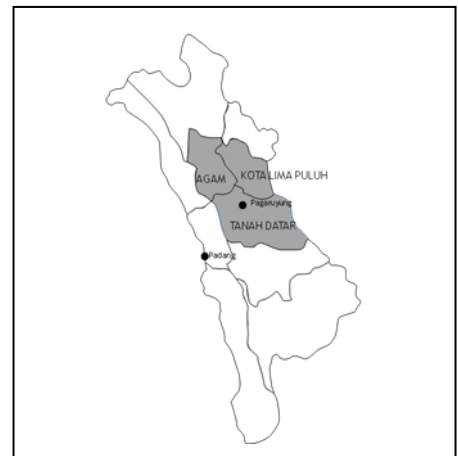 AGAM
KOTA LIMA PULUH
Pagaruyung
TANAH DATAR
Padang